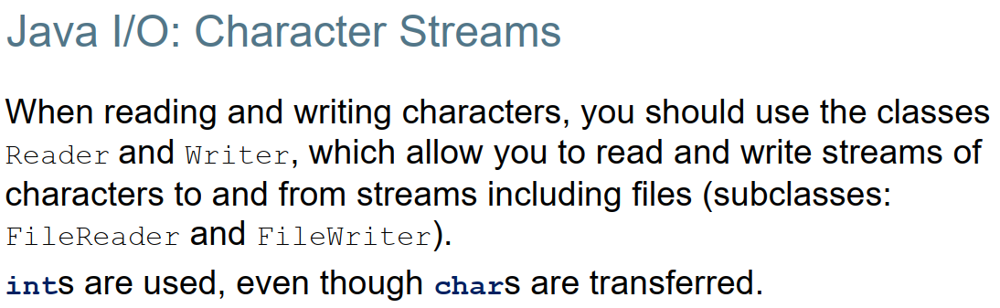 Java I/O: Character Streams
When reading and writing characters, you should use the classes
Reader and Writer, which allow you to read and write streams of
characters to and from streams including files (subclasses:
FileReader and FileWriter).
ints are used, even though chars are transferred.